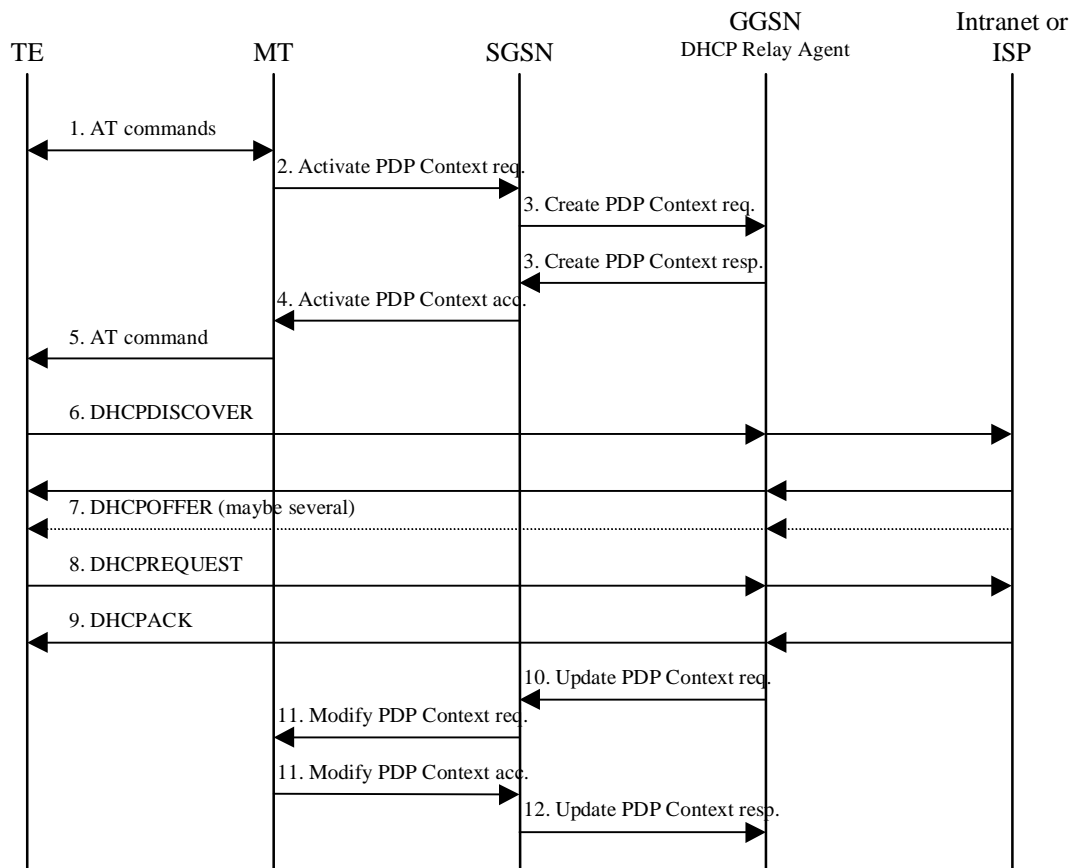 GGSN
Intranet or
TE
MT
SGSN
DHCP Relay Agent
ISP
1. AT commands
2. Activate PDP Context req.
3. Create PDP Context req.
3. Create PDP Context resp.
4. Activate PDP Context acc.
5. AT command
6. DHCPDISCOVER
7. DHCPOFFER (maybe several)
8. DHCPREQUEST
9. DHCPACK
10. Update PDP Context req.
11. Modify PDP Context req.
11. Modify PDP Context acc.
12. Update PDP Context resp.